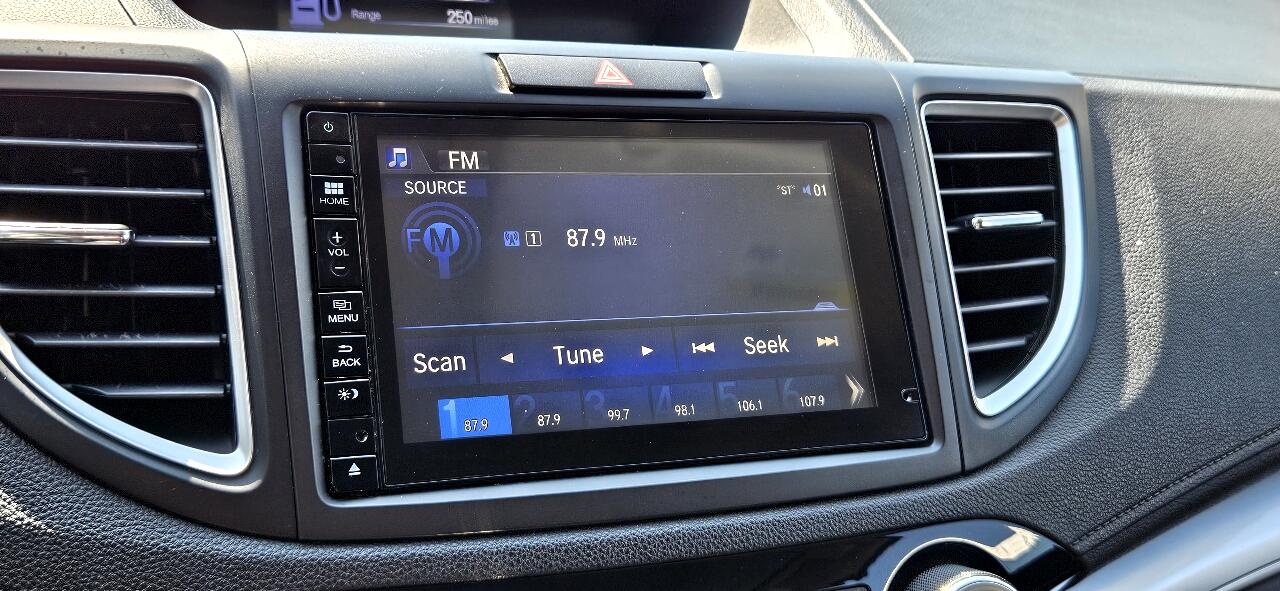 Range 250 miles
FM
SOURCE
°ST° 01
FM
1 87.9 MHz
HOME
+
VOL
−
MENU
BACK
Scan ◄ Tune ► ⏮ Seek ⏭
1 87.9 2 87.9 3 99.7 4 98.1 5 106.1 6 107.9